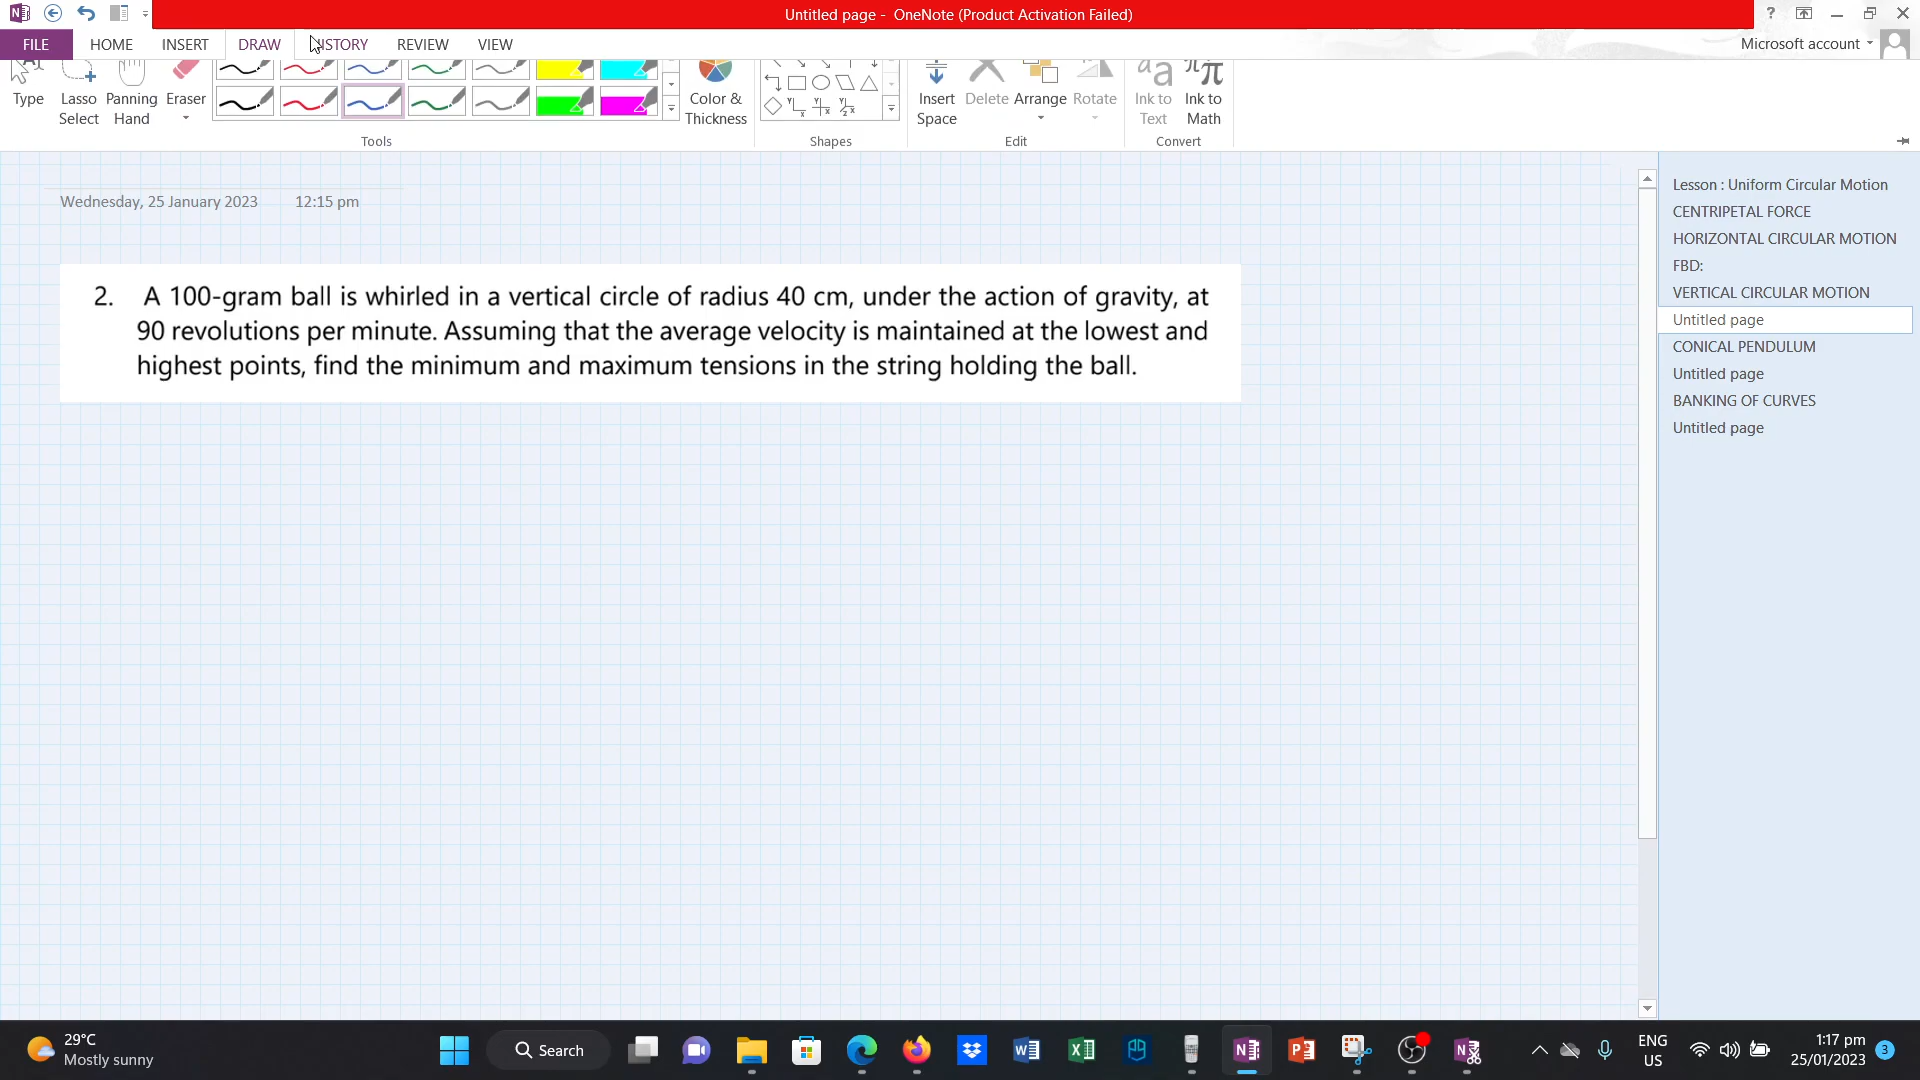 Untitled page - OneNote (Product Activation Failed)
FILE HOME INSERT DRAW HISTORY REVIEW VIEW
Microsoft account
Type
Lasso Select
Panning Hand
Eraser
Color & Thickness
Insert Space
Delete
Arrange
Rotate
Ink to Text
Ink to Math
Tools
Shapes
Edit
Convert
Wednesday, 25 January 2023 12:15 pm
2. A 100-gram ball is whirled in a vertical circle of radius 40 cm, under the action of gravity, at
90 revolutions per minute. Assuming that the average velocity is maintained at the lowest and
highest points, find the minimum and maximum tensions in the string holding the ball.
Lesson : Uniform Circular Motion
CENTRIPETAL FORCE
HORIZONTAL CIRCULAR MOTION
FBD:
VERTICAL CIRCULAR MOTION
Untitled page
CONICAL PENDULUM
Untitled page
BANKING OF CURVES
Untitled page
29°C
Mostly sunny
Search
ENG
US
1:17 pm
25/01/2023
3